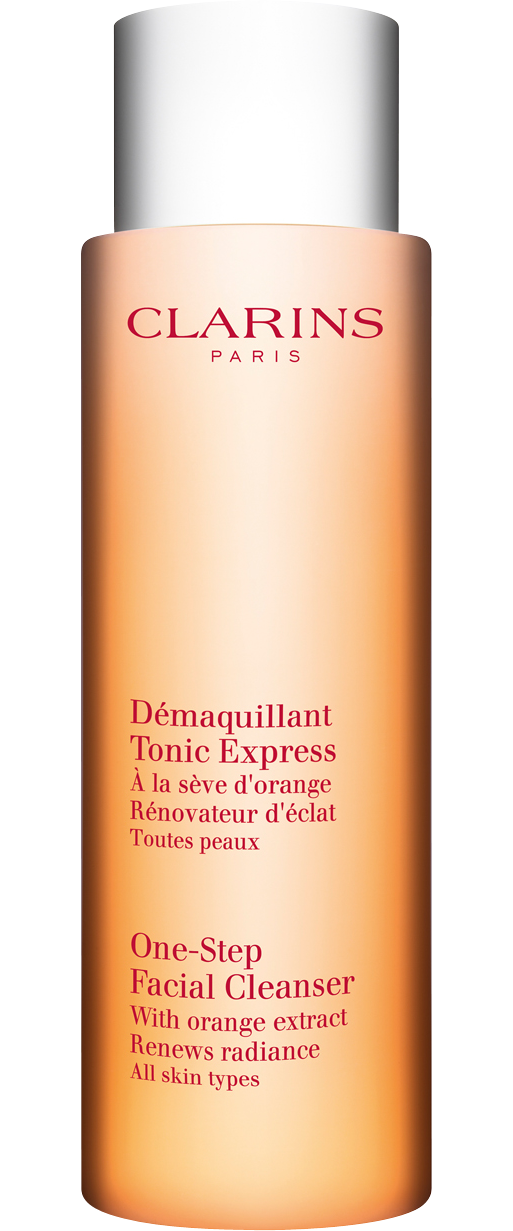 CLARINS
PARIS
Démaquillant
Tonic Express
À la sève d'orange
Rénovateur d'éclat
Toutes peaux
One-Step
Facial Cleanser
With orange extract
Renews radiance
All skin types